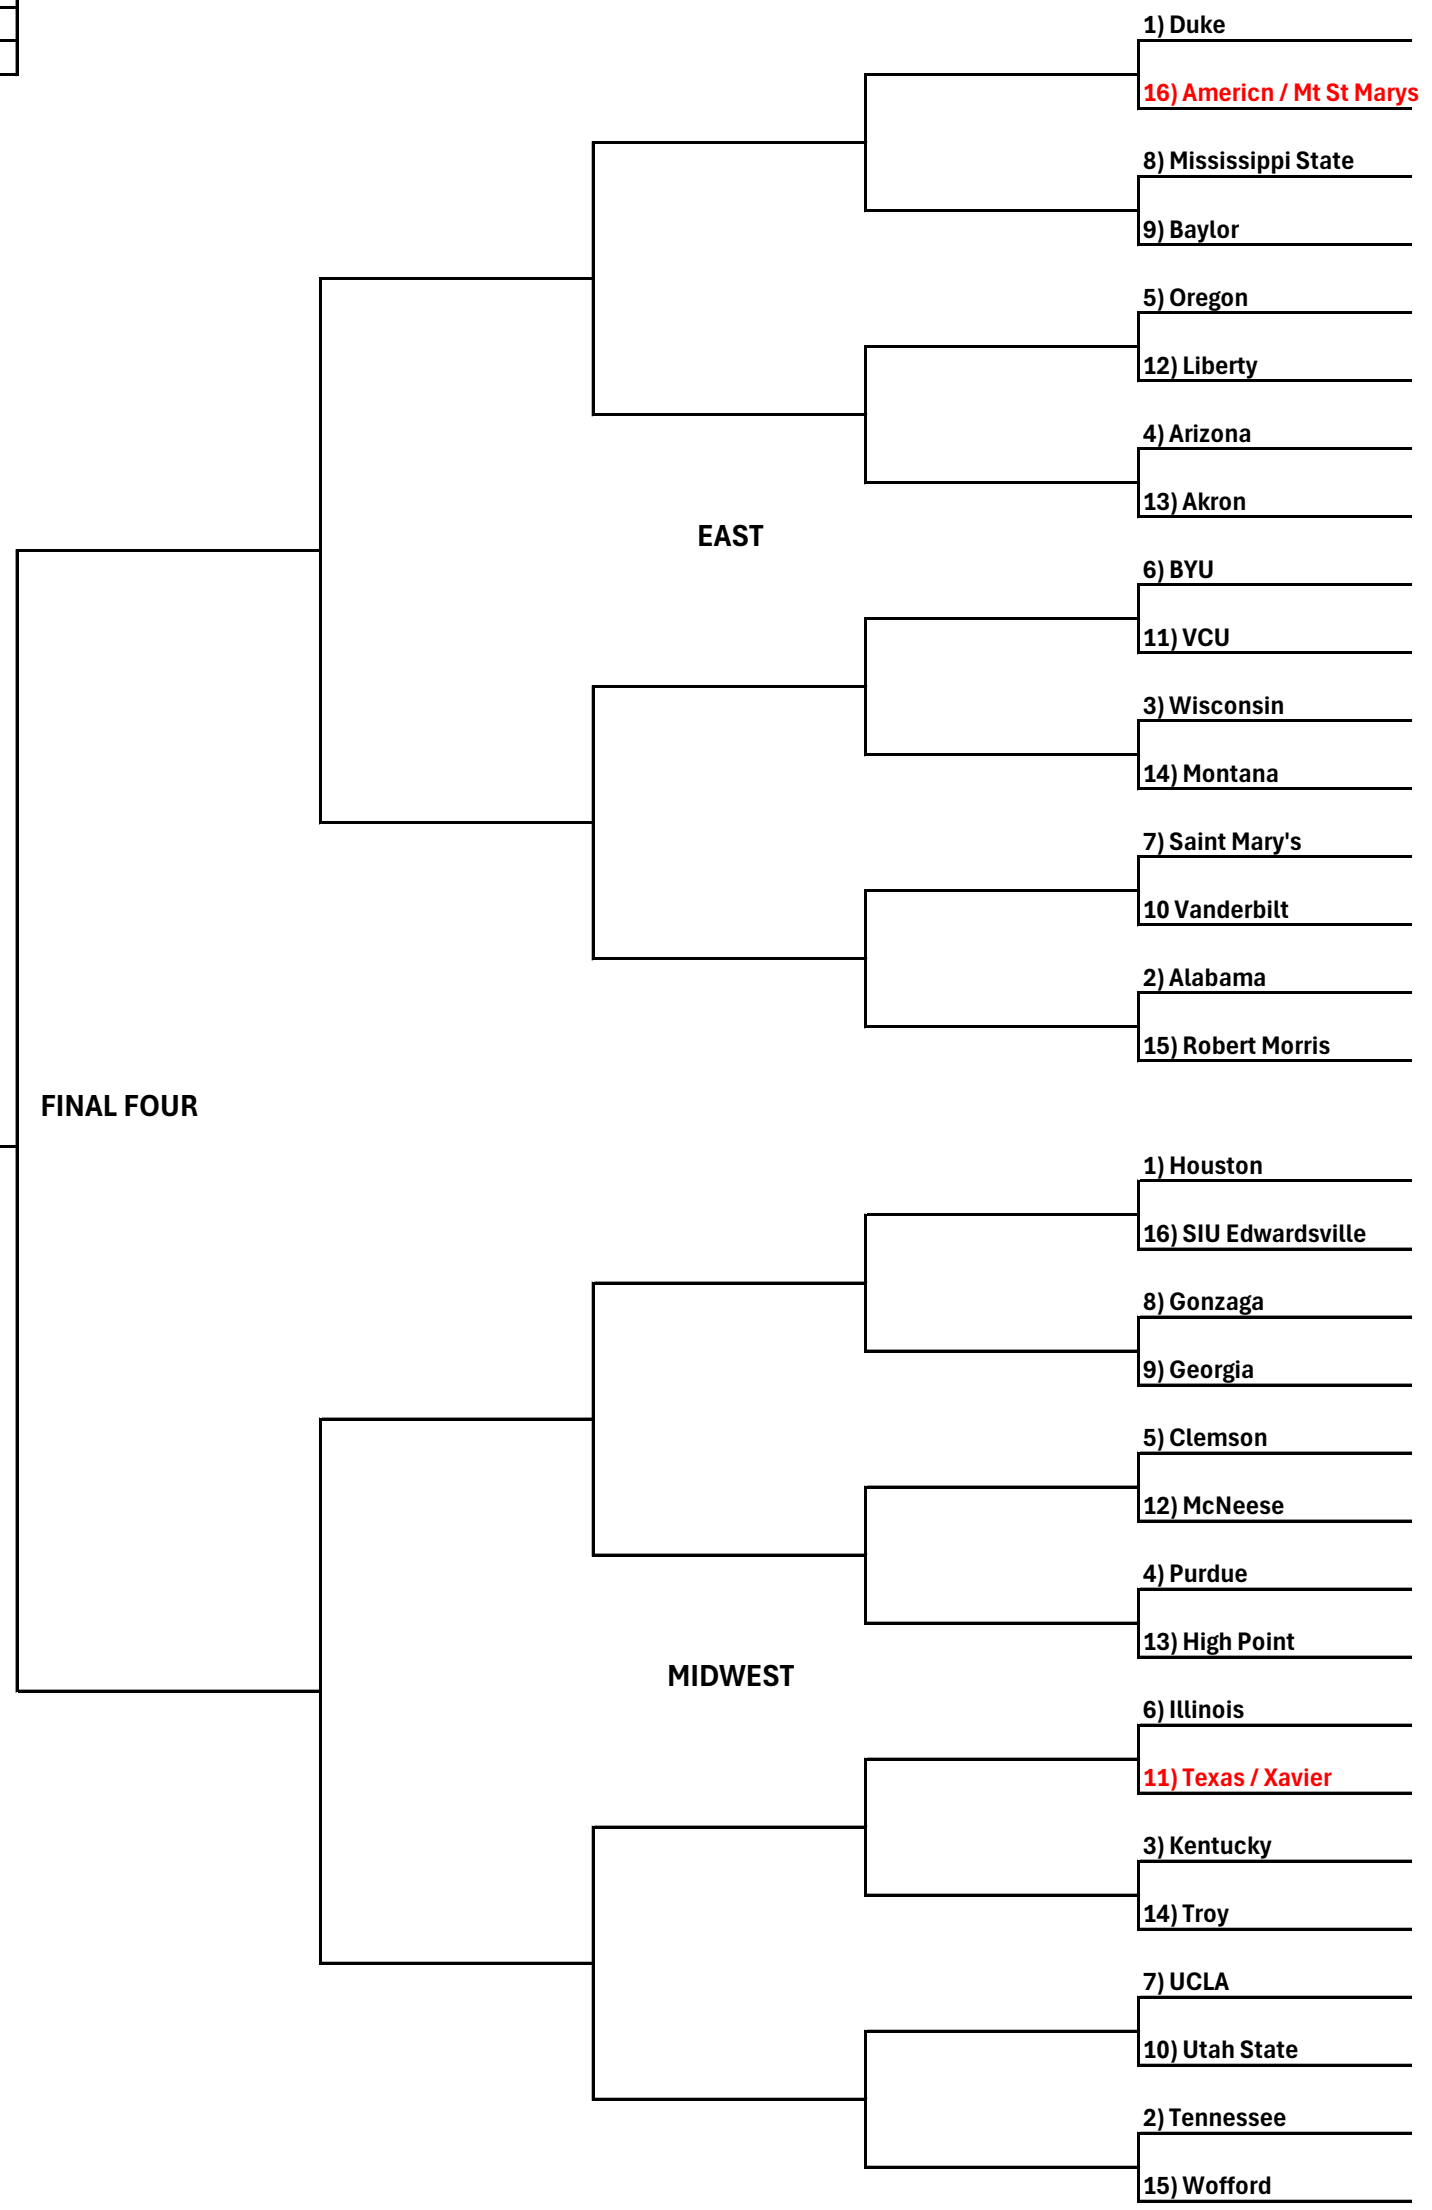 1) Duke
16) Americn / Mt St Marys
8) Mississippi State
9) Baylor
5) Oregon
12) Liberty
4) Arizona
13) Akron
EAST
6) BYU
11) VCU
3) Wisconsin
14) Montana
7) Saint Mary's
10 Vanderbilt
2) Alabama
15) Robert Morris
FINAL FOUR
1) Houston
16) SIU Edwardsville
8) Gonzaga
9) Georgia
5) Clemson
12) McNeese
4) Purdue
13) High Point
MIDWEST
6) Illinois
11) Texas / Xavier
3) Kentucky
14) Troy
7) UCLA
10) Utah State
2) Tennessee
15) Wofford